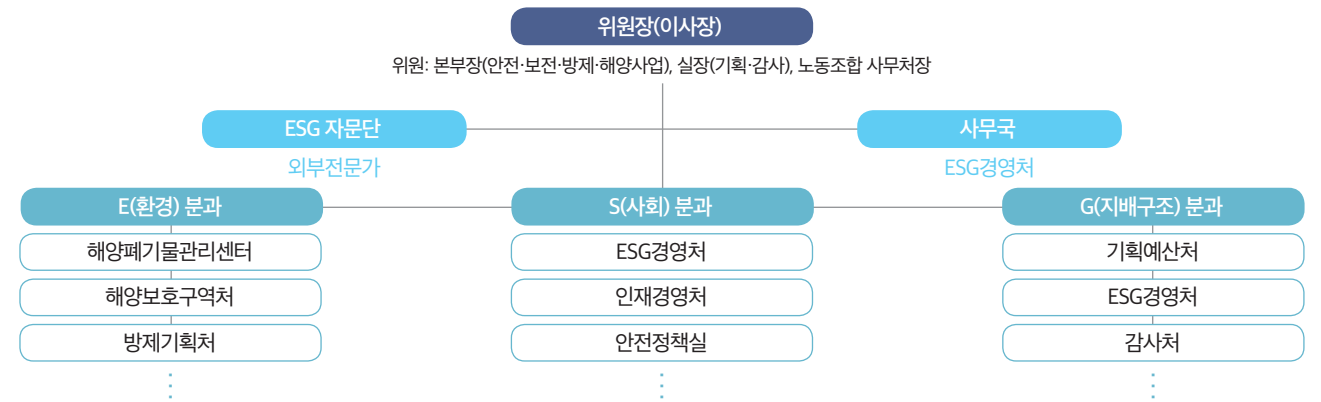 위원장(이사장)
위원: 본부장(안전·보전·방제·해양사업), 실장(기획·감사), 노동조합 사무처장
ESG 자문단
사무국
외부전문가
ESG경영처
E(환경) 분과
S(사회) 분과
G(지배구조) 분과
해양폐기물관리센터
ESG경영처
기획예산처
해양보호구역처
인재경영처
ESG경영처
방제기획처
안전정책실
감사처